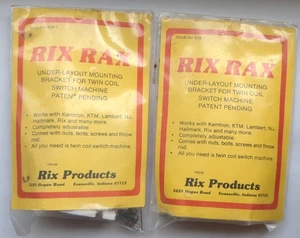 RIX RAX
UNDER-LAYOUT MOUNTING
BRACKET FOR TWIN COIL
SWITCH MACHINE
PATENT PENDING
• Works with Kemtron, KTM, Lambert, NJ,
Hallmark, Rix and many more.
• Completely adjustable.
• Comes with nuts, bolts, screws and throw
rod.
• All you need is twin coil switch machine.
Rix Products
Evansville, Indiana
RIX RAX
UNDER-LAYOUT MOUNTING
BRACKET FOR TWIN COIL
SWITCH MACHINE
PATENT PENDING
• Works with Kemtron, KTM, Lambert, NJ,
Hallmark, Rix and many more.
• Completely adjustable.
• Comes with nuts, bolts, screws and throw
rod.
• All you need is twin coil switch machine.
Rix Products
Evansville, Indiana